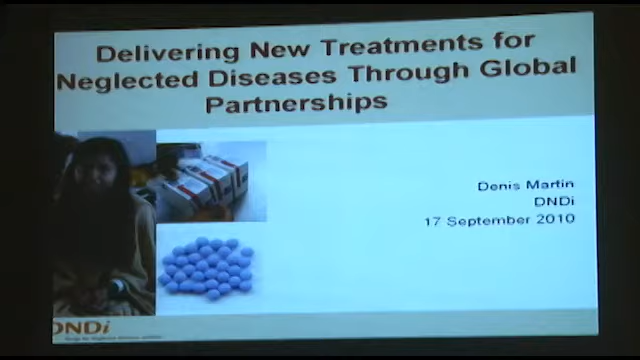 Delivering New Treatments for
Neglected Diseases Through Global
Partnerships
Denis Martin
DNDi
17 September 2010
DNDi